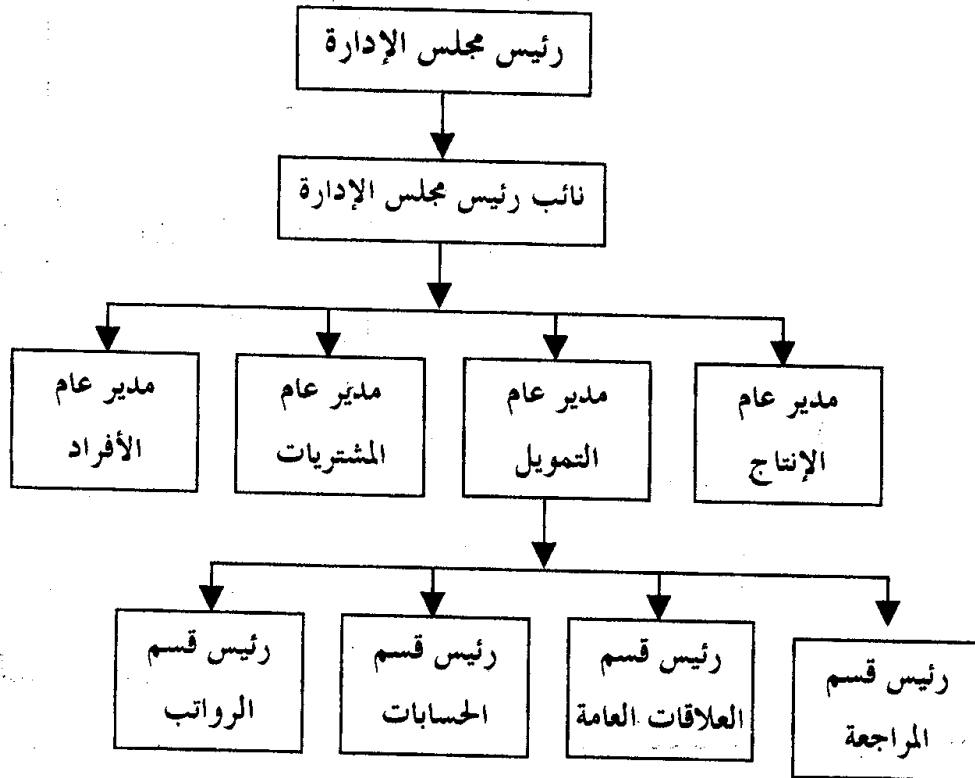 رئيس مجلس الإدارة
نائب رئيس مجلس الإدارة
مدير عام
الإنتاج
مدير عام
التمويل
مدير عام
المشتريات
مدير عام
الأفراد
رئيس قسم
المراجعة
رئيس قسم
العلاقات العامة
رئيس قسم
الحسابات
رئيس قسم
الرواتب